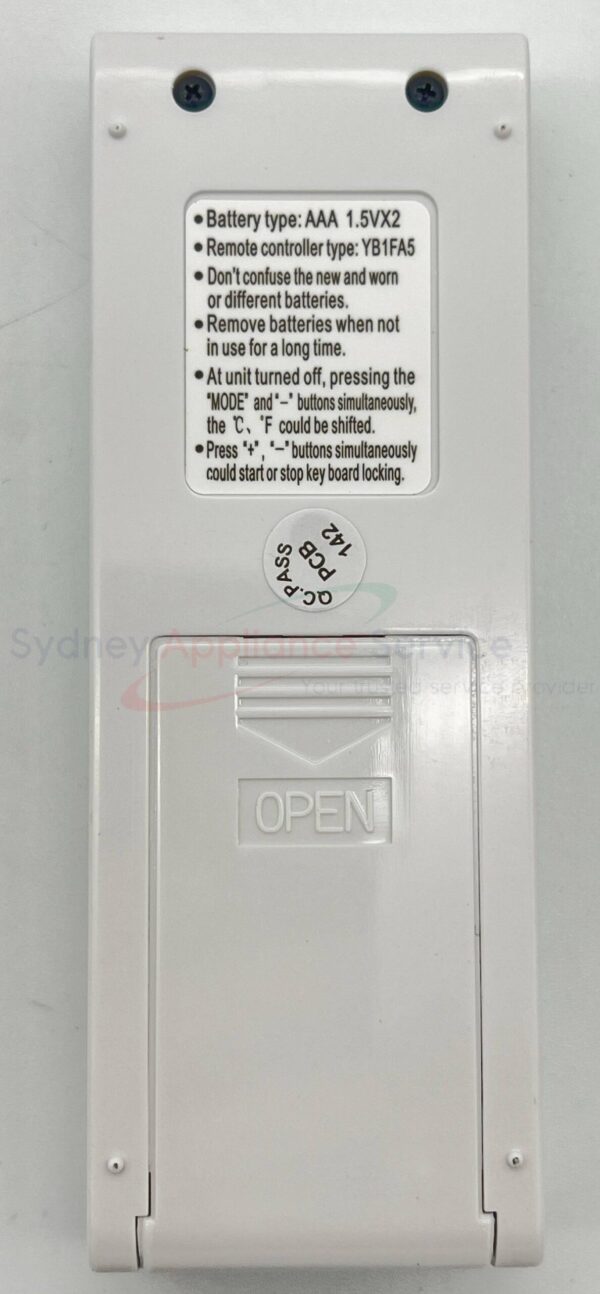 ●Battery type: AAA 1.5VX2
●Remote controller type: YB1FA5
●Don't confuse the new and worn
or different batteries.
●Remove batteries when not
in use for a long time.
●At unit turned off, pressing the
"MODE" and "−" buttons simultaneously,
the ℃、℉ could be shifted.
●Press "+", "−" buttons simultaneously
could start or stop key board locking.
QC.PASS
PCB
142
Sydney Appliance Service
Your trusted service provider
OPEN